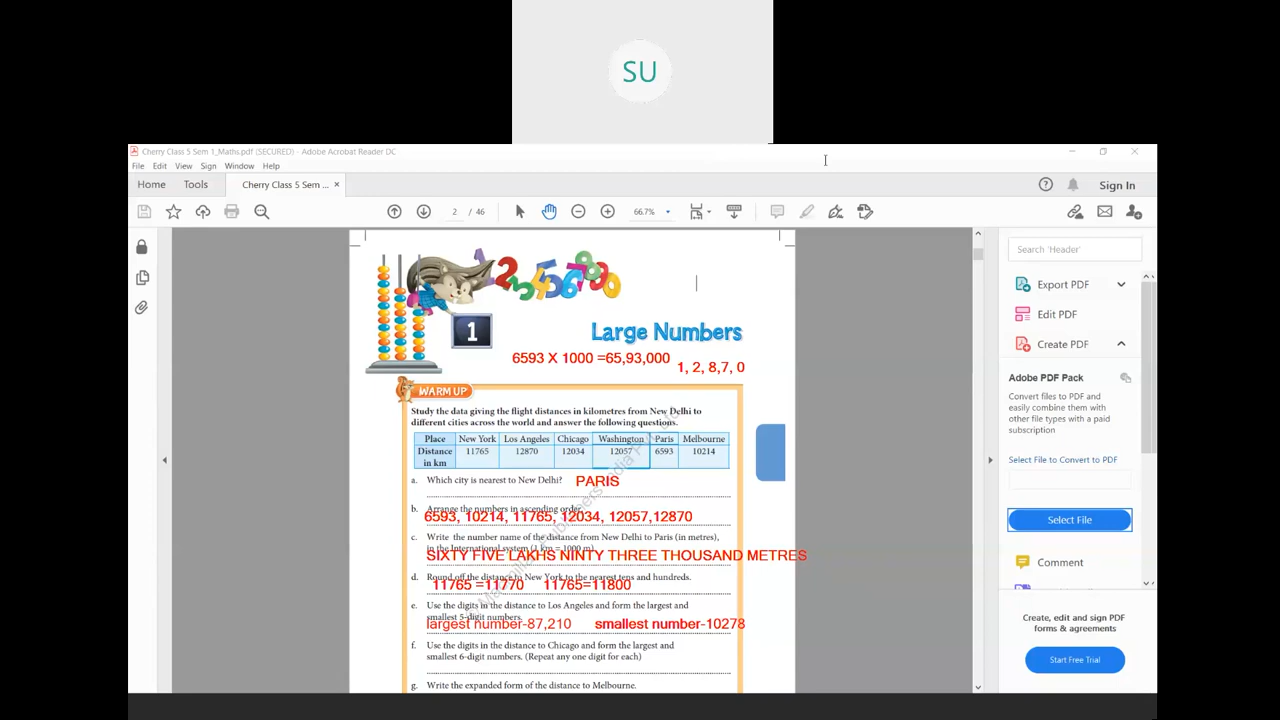 SU
Cherry Class 5 Sem 1_Maths.pdf (SECURED) - Adobe Acrobat Reader DC
File Edit View Sign Window Help
Home Tools Cherry Class 5 Sem ... × Sign In
2 / 46 66.7%
Search 'Header'
Export PDF
Edit PDF
Create PDF
Adobe PDF Pack
Convert files to PDF and
easily combine them with
other file types with a paid
subscription
Select File to Convert to PDF
Select File
Comment
Create, edit and sign PDF
forms & agreements
Start Free Trial
1 2 3 4 5 6 7 8 9 0
1
Large Numbers
6593 X 1000 =65,93,000
1, 2, 8,7, 0
WARM UP
Study the data giving the flight distances in kilometres from New Delhi to
different cities across the world and answer the following questions.
Place New York Los Angeles Chicago Washington Paris Melbourne
Distance in km 11765 12870 12034 12057 6593 10214
a. Which city is nearest to New Delhi? PARIS
b. Arrange the numbers in ascending order.
6593, 10214, 11765, 12034, 12057,12870
c. Write the number name of the distance from New Delhi to Paris (in metres),
in the International system (1 km = 1000 m)
SIXTY FIVE LAKHS NINTY THREE THOUSAND METRES
d. Round off the distance to New York to the nearest tens and hundreds.
11765 =11770 11765=11800
e. Use the digits in the distance to Los Angeles and form the largest and
smallest 5-digit numbers.
largest number-87,210 smallest number-10278
f. Use the digits in the distance to Chicago and form the largest and
smallest 6-digit numbers. (Repeat any one digit for each)
g. Write the expanded form of the distance to Melbourne.